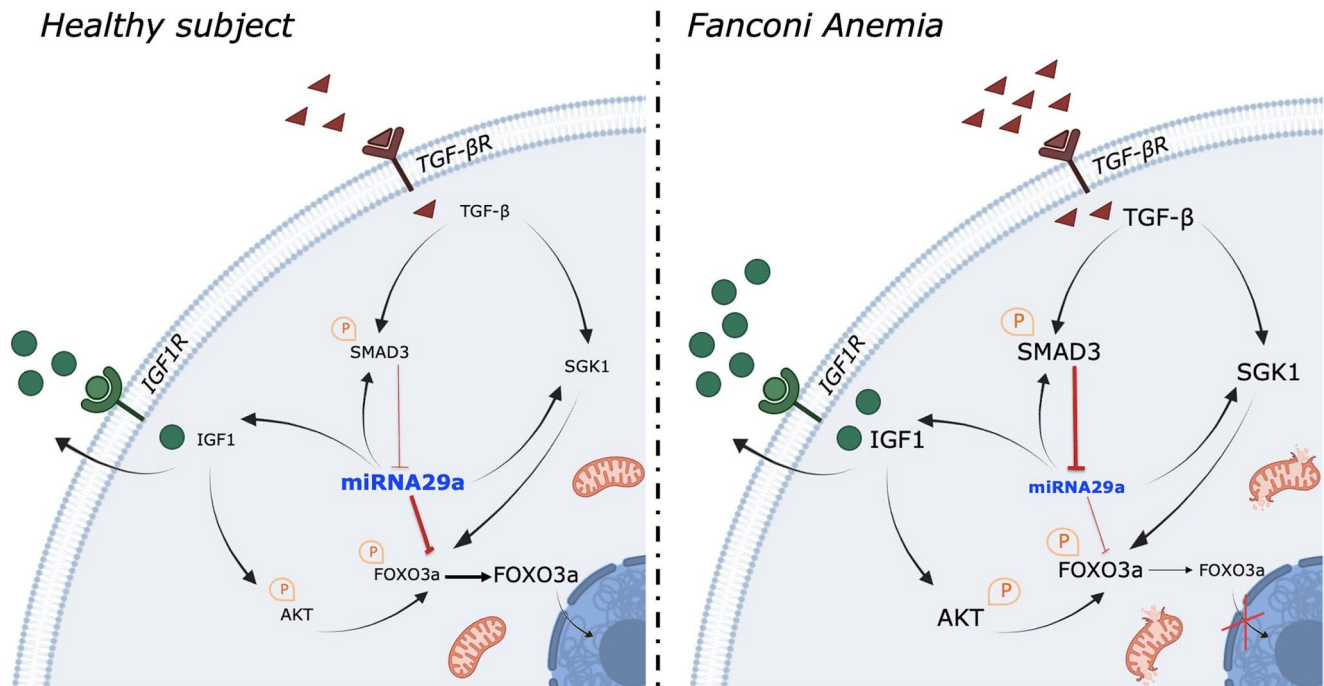 Healthy subject
TGF-βR
TGF-β
IGF1R
P
SMAD3
SGK1
IGF1
miRNA29a
P
FOXO3a
FOXO3a
P
AKT
Fanconi Anemia
TGF-βR
TGF-β
IGF1R
P
SMAD3
SGK1
IGF1
miRNA29a
P
FOXO3a
FOXO3a
P
AKT